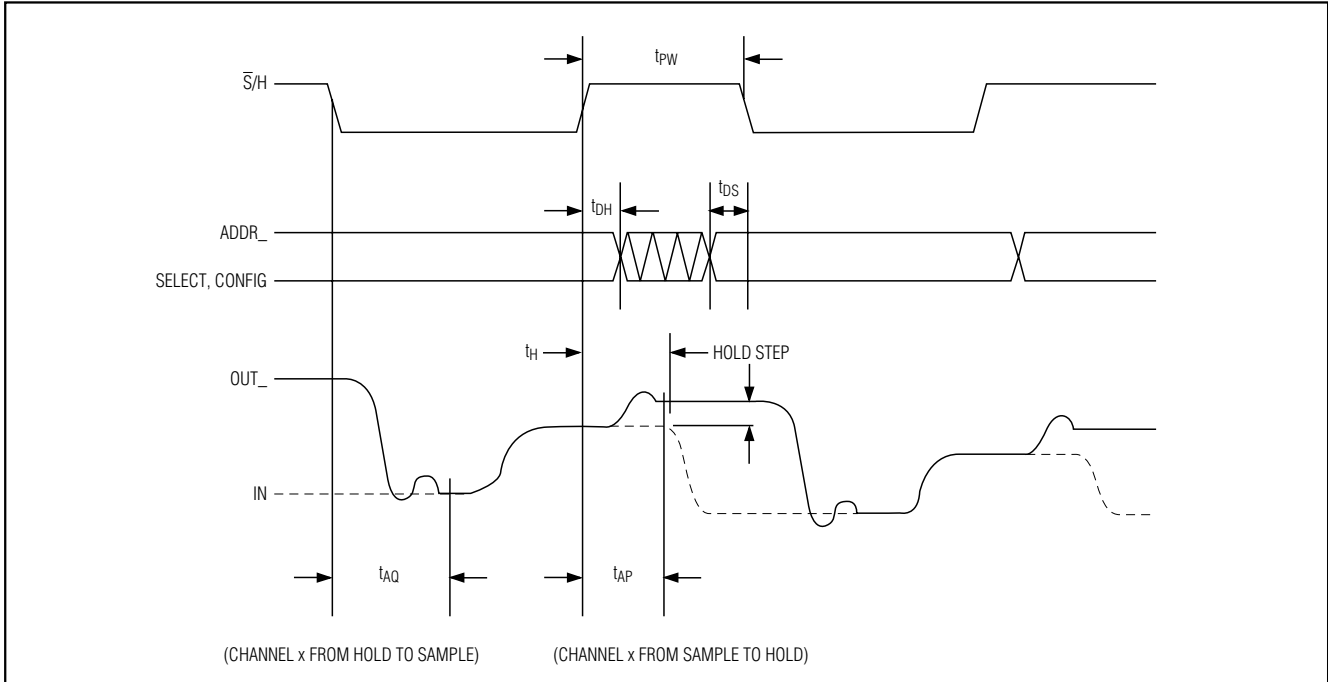 tPW
S̅/H
tDS
tDH
ADDR_
SELECT, CONFIG
tH
HOLD STEP
OUT_
IN
tAQ
tAP
(CHANNEL x FROM HOLD TO SAMPLE)
(CHANNEL x FROM SAMPLE TO HOLD)